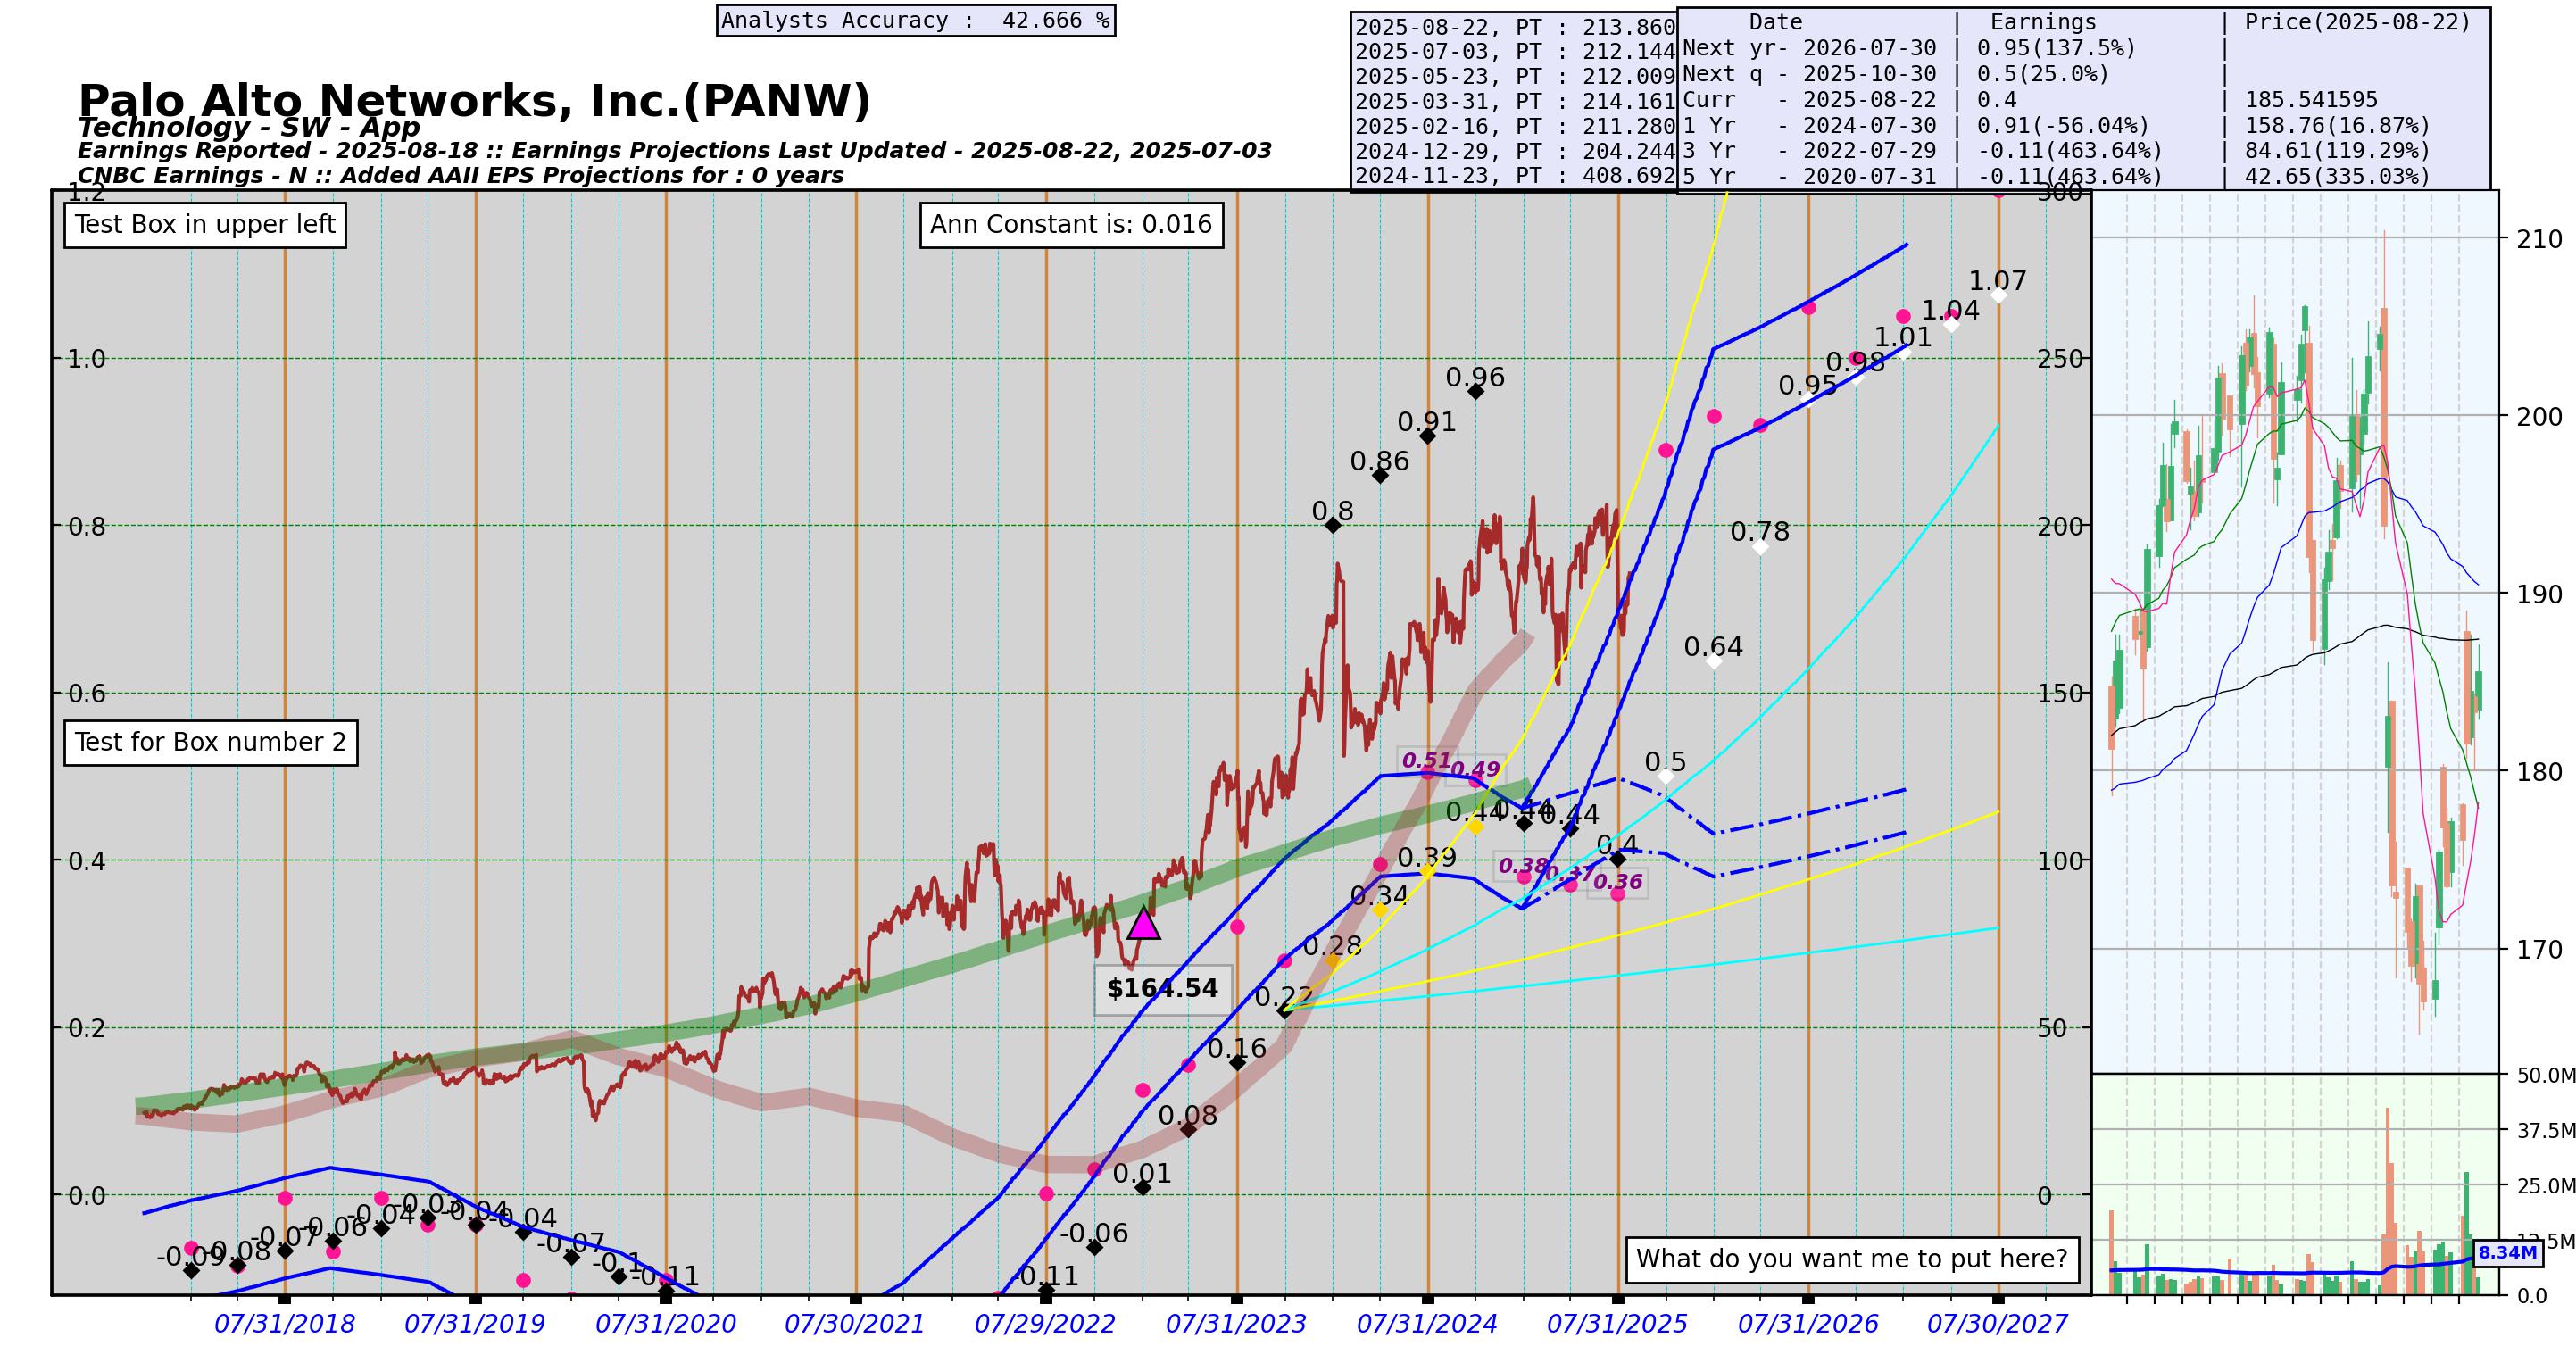 Analysts Accuracy :  42.666 %
Palo Alto Networks, Inc.(PANW)
Technology - SW - App
Earnings Reported - 2025-08-18 :: Earnings Projections Last Updated - 2025-08-22, 2025-07-03
CNBC Earnings - N :: Added AAII EPS Projections for : 0 years
2025-08-22, PT : 213.860
2025-07-03, PT : 212.144
2025-05-23, PT : 212.009
2025-03-31, PT : 214.161
2025-02-16, PT : 211.280
2024-12-29, PT : 204.244
2024-11-23, PT : 408.692
Date | Earnings | Price(2025-08-22)
Next yr- 2026-07-30 | 0.95(137.5%) |
Next q - 2025-10-30 | 0.5(25.0%) |
Curr - 2025-08-22 | 0.4 | 185.541595
1 Yr - 2024-07-30 | 0.91(-56.04%) | 158.76(16.87%)
3 Yr - 2022-07-29 | -0.11(463.64%) | 84.61(119.29%)
5 Yr - 2020-07-31 | -0.11(463.64%) | 42.65(335.03%)
Test Box in upper left
Ann Constant is: 0.016
Test for Box number 2
What do you want me to put here?
$164.54
1.2
1.0
0.8
0.6
0.4
0.2
0.0
300
250
200
150
100
50
0
-0.09
-0.08
-0.07
-0.06
-0.04
-0.03
-0.04
-0.04
-0.07
-0.1
-0.11
-0.11
-0.06
0.01
0.08
0.16
0.22
0.28
0.34
0.39
0.44
0.8
0.86
0.91
0.96
0.44
0.44
0.4
0.51
0.49
0.38
0.37
0.36
0.5
0.64
0.78
0.95
0.98
1.01
1.04
1.07
07/31/2018
07/31/2019
07/31/2020
07/30/2021
07/29/2022
07/31/2023
07/31/2024
07/31/2025
07/31/2026
07/30/2027
210
200
190
180
170
50.0M
37.5M
25.0M
8.34M
0.0